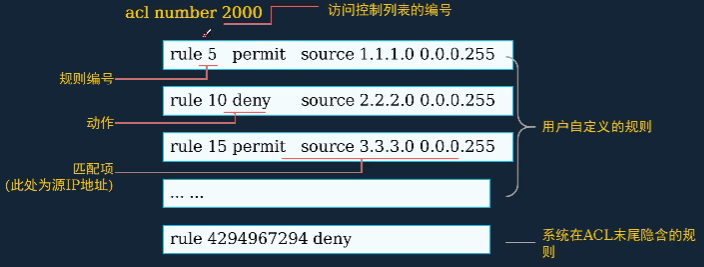 acl number 2000
访问控制列表的编号
rule 5 permit source 1.1.1.0 0.0.0.255
规则编号
rule 10 deny source 2.2.2.0 0.0.0.255
动作
用户自定义的规则
rule 15 permit source 3.3.3.0 0.0.0.255
匹配项
(此处为源IP地址)
... ...
rule 4294967294 deny
系统在ACL末尾隐含的规
则